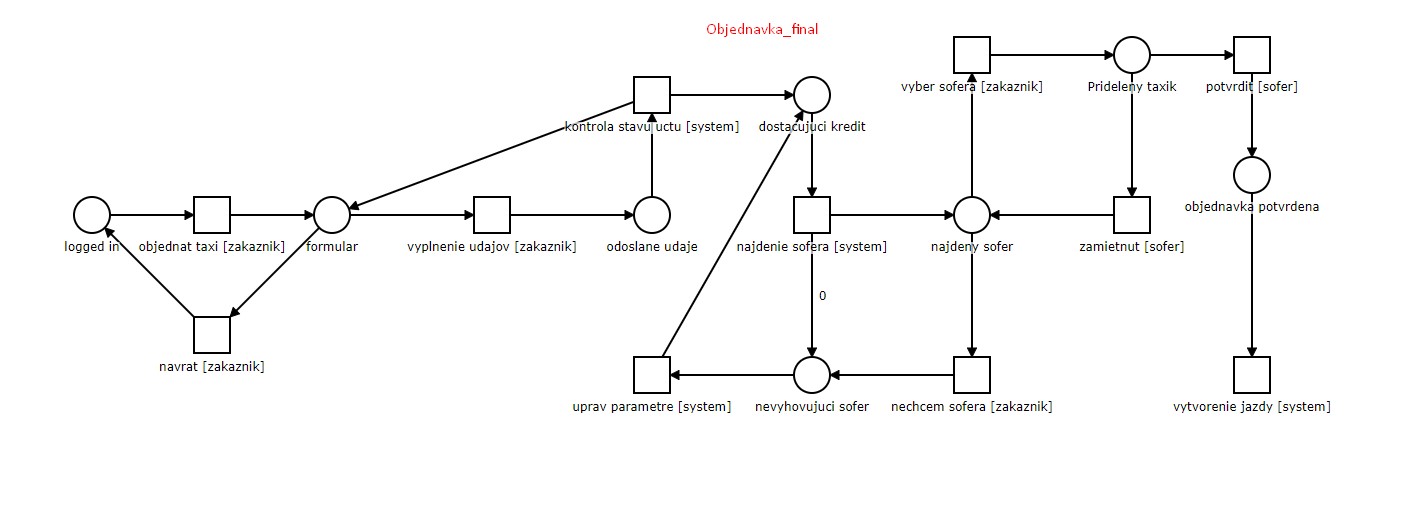 Objednavka_final
vyber sofera [zakaznik]
Prideleny taxik
potvrdit [sofer]
kontrola stavu uctu [system]
dostacujuci kredit
objednavka potvrdena
logged in
objednat taxi [zakaznik]
formular
vyplnenie udajov [zakaznik]
odoslane udaje
najdenie sofera [system]
najdeny sofer
zamietnut [sofer]
0
navrat [zakaznik]
uprav parametre [system]
nevyhovujuci sofer
nechcem sofera [zakaznik]
vytvorenie jazdy [system]